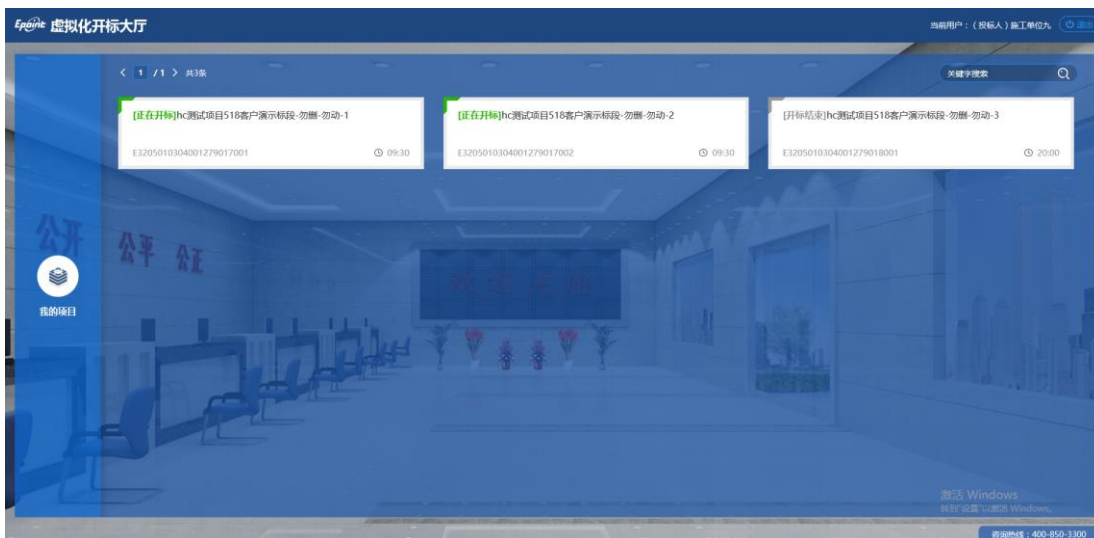 Epoint 虚拟化开标大厅
当前用户：（投标人）施工单位九
退出
1 / 1 共3条
关键字搜索
[正在开标]hc测试项目518客户演示标段-勿删-勿动-1
E3205010304001279017001 09:30
[正在开标]hc测试项目518客户演示标段-勿删-勿动-2
E3205010304001279017002 09:30
[开标结束]hc测试项目518客户演示标段-勿删-勿动-3
E3205010304001279018001 20:00
公开 公平 公正
我的项目
激活 Windows
转到"设置"以激活 Windows。
咨询热线：400-850-3300